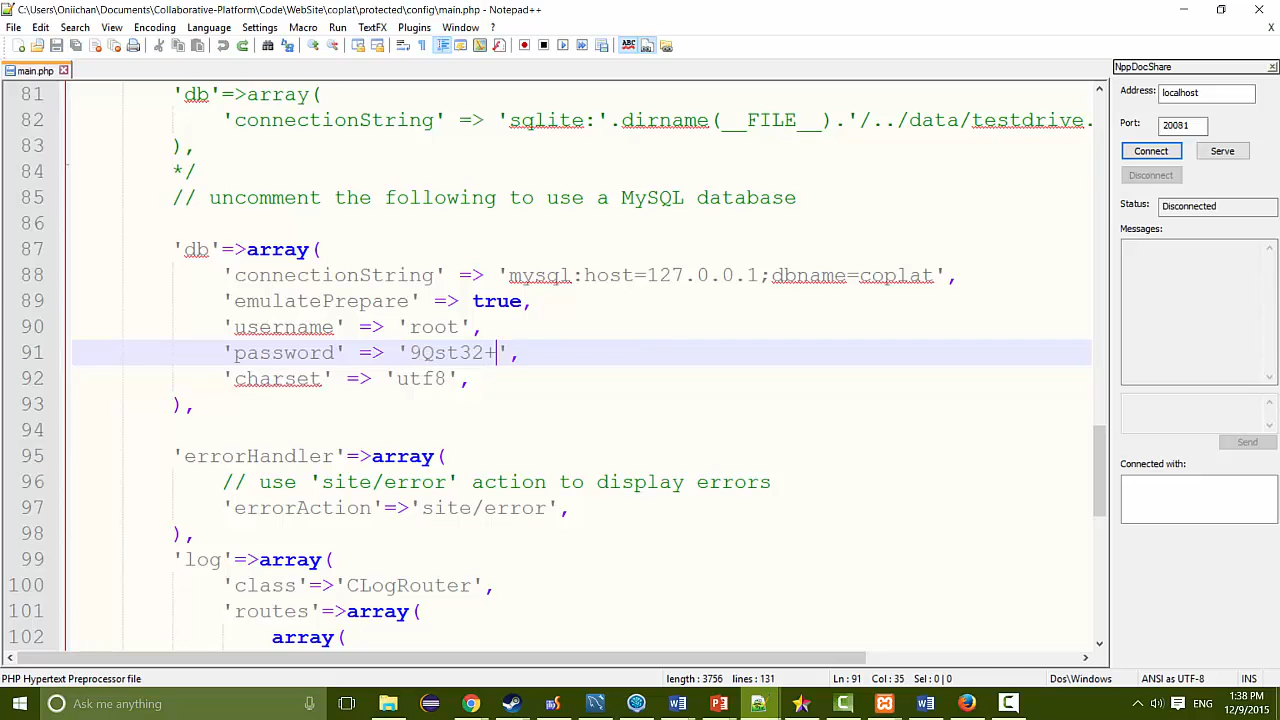 C:\Users\Oniichan\Documents\Collaborative-Platform\Code\WebSite\coplat\protected\config\main.php - Notepad++
File Edit Search View Encoding Language Settings Macro Run TextFX Plugins Window ?
X
main.php
NppDocShare
81 'db'=>array(
82 'connectionString' => 'sqlite:'.dirname(__FILE__).'/../data/testdrive.
83 ),
84 */
85 // uncomment the following to use a MySQL database
86
87 'db'=>array(
88 'connectionString' => 'mysql:host=127.0.0.1;dbname=coplat',
89 'emulatePrepare' => true,
90 'username' => 'root',
91 'password' => '9Qst32+',
92 'charset' => 'utf8',
93 ),
94
95 'errorHandler'=>array(
96 // use 'site/error' action to display errors
97 'errorAction'=>'site/error',
98 ),
99 'log'=>array(
100 'class'=>'CLogRouter',
101 'routes'=>array(
102 array(
Address: localhost
Port: 20081
Connect Serve
Disconnect
Status: Disconnected
Messages:
Send
Connected with:
PHP Hypertext Preprocessor file length : 3756 lines : 131 Ln : 91 Col : 35 Sel : 0 | 0 Dos\Windows ANSI as UTF-8 INS
Ask me anything
ENG
1:38 PM
12/9/2015